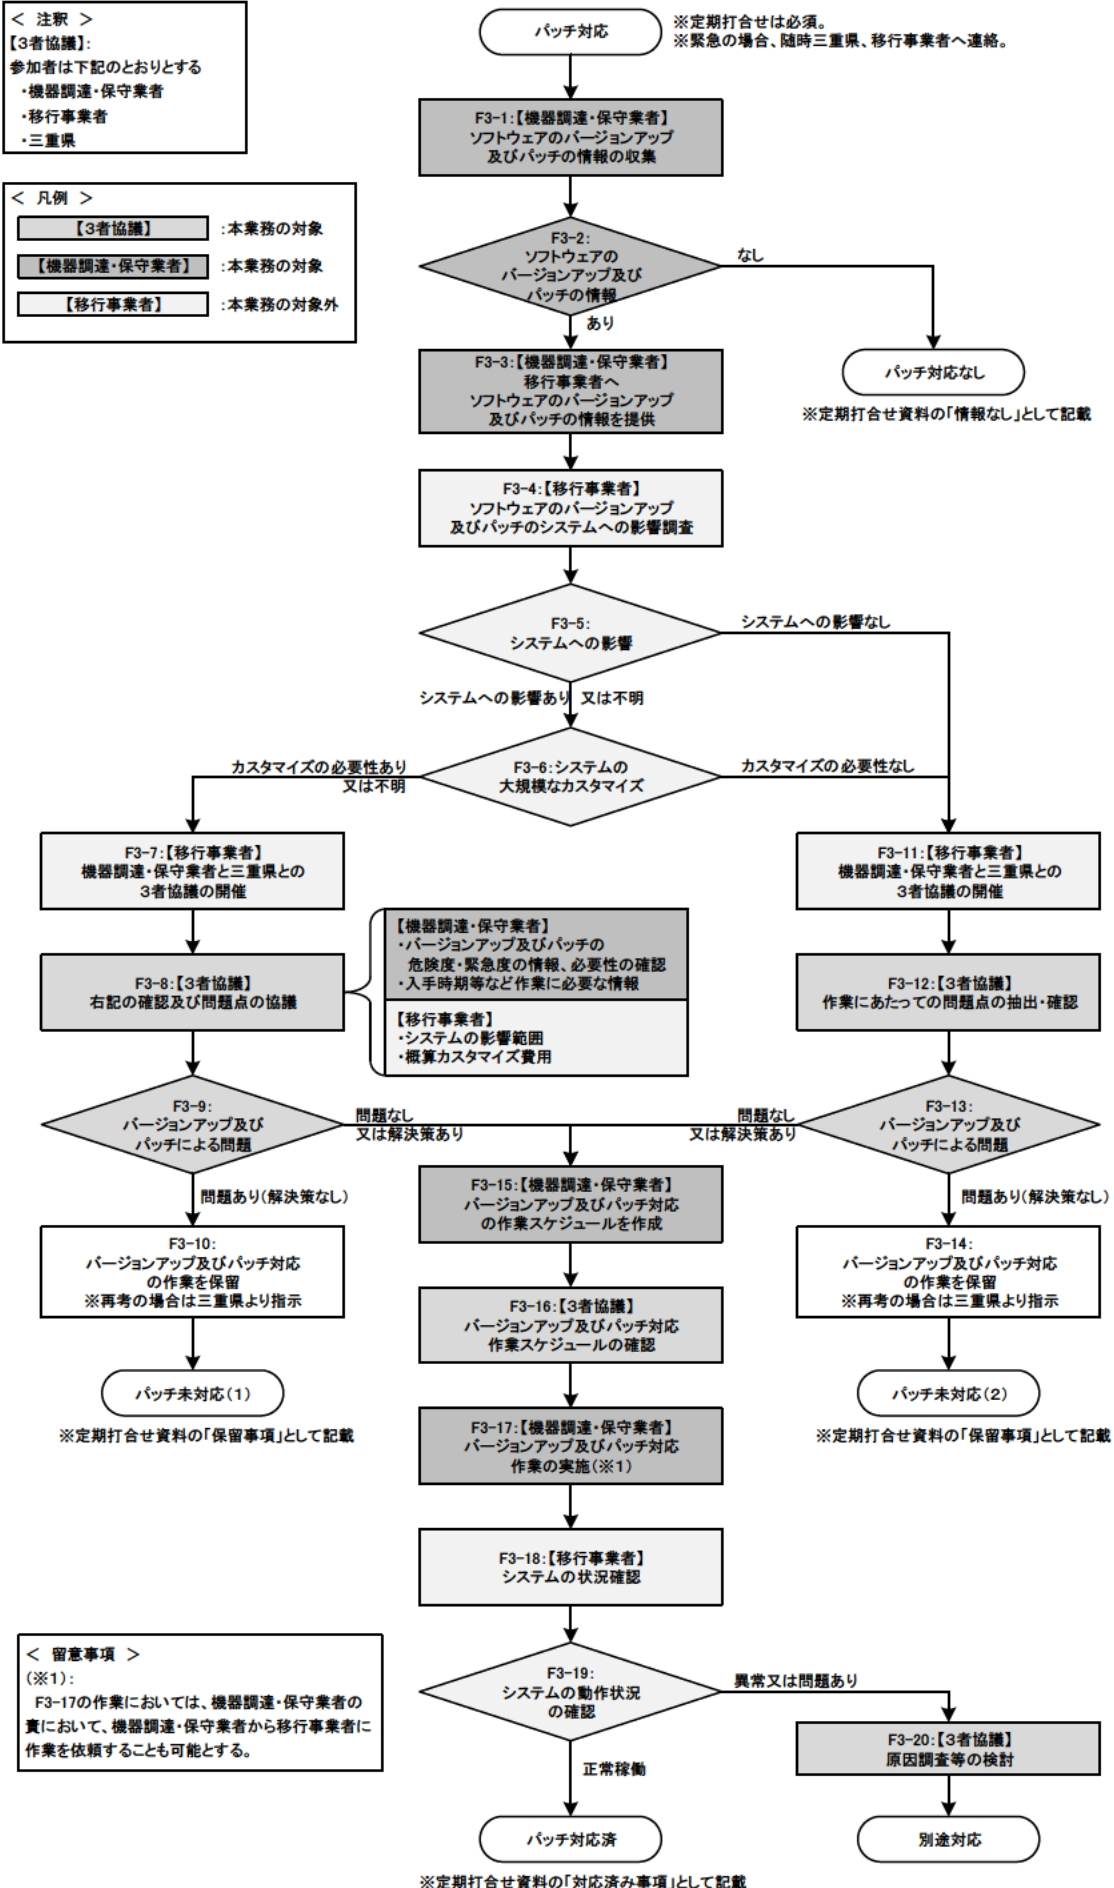 ＜ 注釈 ＞
【3者協議】：
参加者は下記のとおりとする
・機器調達・保守業者
・移行事業者
・三重県
パッチ対応
※定期打合せは必須。
※緊急の場合、随時三重県、移行事業者へ連絡。
F3-1：【機器調達・保守業者】
ソフトウェアのバージョンアップ
及びパッチの情報の収集
＜ 凡例 ＞
【3者協議】 ：本業務の対象
【機器調達・保守業者】 ：本業務の対象
【移行事業者】 ：本業務の対象外
F3-2：
ソフトウェアの
バージョンアップ及び
パッチの情報
なし
あり
パッチ対応なし
※定期打合せ資料の「情報なし」として記載
F3-3：【機器調達・保守業者】
移行事業者へ
ソフトウェアのバージョンアップ
及びパッチの情報を提供
F3-4：【移行事業者】
ソフトウェアのバージョンアップ
及びパッチのシステムへの影響調査
F3-5：
システムへの影響
システムへの影響なし
システムへの影響あり 又は不明
F3-6：システムの
大規模なカスタマイズ
カスタマイズの必要性あり
又は不明
カスタマイズの必要性なし
F3-7：【移行事業者】
機器調達・保守業者と三重県との
3者協議の開催
F3-11：【移行事業者】
機器調達・保守業者と三重県との
3者協議の開催
F3-8：【3者協議】
右記の確認及び問題点の協議
【機器調達・保守業者】
・バージョンアップ及びパッチの
危険度・緊急度の情報、必要性の確認
・入手時期等など作業に必要な情報
【移行事業者】
・システムの影響範囲
・概算カスタマイズ費用
F3-12：【3者協議】
作業にあたっての問題点の抽出・確認
F3-9：
バージョンアップ及び
パッチによる問題
問題なし
又は解決策あり
問題なし
又は解決策あり
F3-13：
バージョンアップ及び
パッチによる問題
問題あり（解決策なし）
問題あり（解決策なし）
F3-10：
バージョンアップ及びパッチ対応
の作業を保留
※再考の場合は三重県より指示
F3-15：【機器調達・保守業者】
バージョンアップ及びパッチ対応
の作業スケジュールを作成
F3-14：
バージョンアップ及びパッチ対応
の作業を保留
※再考の場合は三重県より指示
F3-16：【3者協議】
バージョンアップ及びパッチ対応
作業スケジュールの確認
パッチ未対応（1）
※定期打合せ資料の「保留事項」として記載
パッチ未対応（2）
※定期打合せ資料の「保留事項」として記載
F3-17：【機器調達・保守業者】
バージョンアップ及びパッチ対応
作業の実施（※1）
F3-18：【移行事業者】
システムの状況確認
＜ 留意事項 ＞
（※1）：
F3-17の作業においては、機器調達・保守業者の
責において、機器調達・保守業者から移行事業者に
作業を依頼することも可能とする。
F3-19：
システムの動作状況
の確認
異常又は問題あり
F3-20：【3者協議】
原因調査等の検討
正常稼働
パッチ対応済
※定期打合せ資料の「対応済み事項」として記載
別途対応